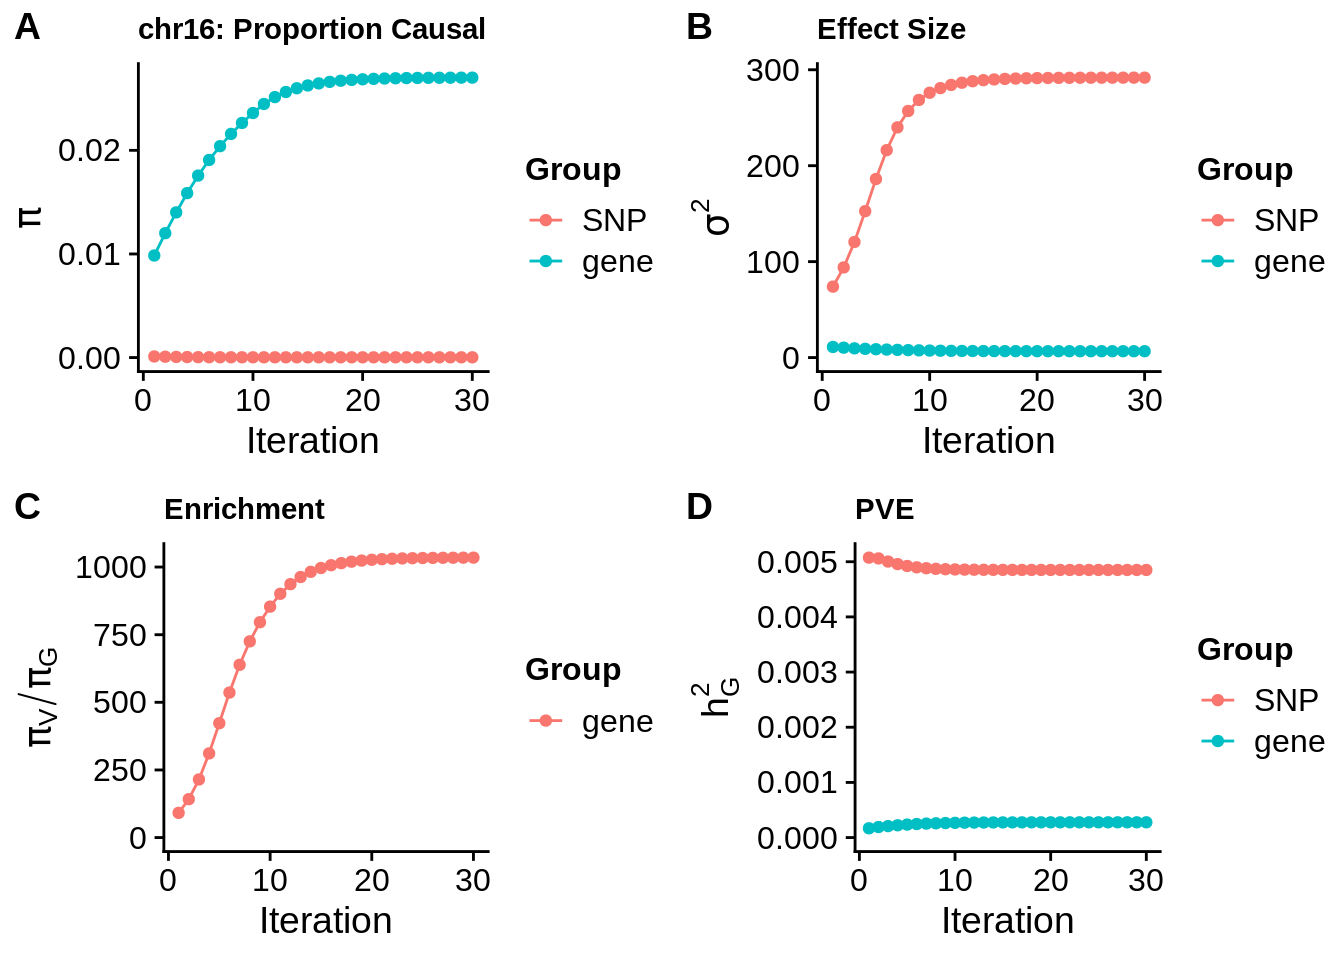 A
chr16: Proportion Causal
0.02
0.01
0.00
π
0
10
20
30
Iteration
Group
SNP
gene
B
Effect Size
300
200
100
0
σ²
0
10
20
30
Iteration
Group
SNP
gene
C
Enrichment
1000
750
500
250
0
πV/πG
0
10
20
30
Iteration
Group
gene
D
PVE
0.005
0.004
0.003
0.002
0.001
0.000
h²G
0
10
20
30
Iteration
Group
SNP
gene